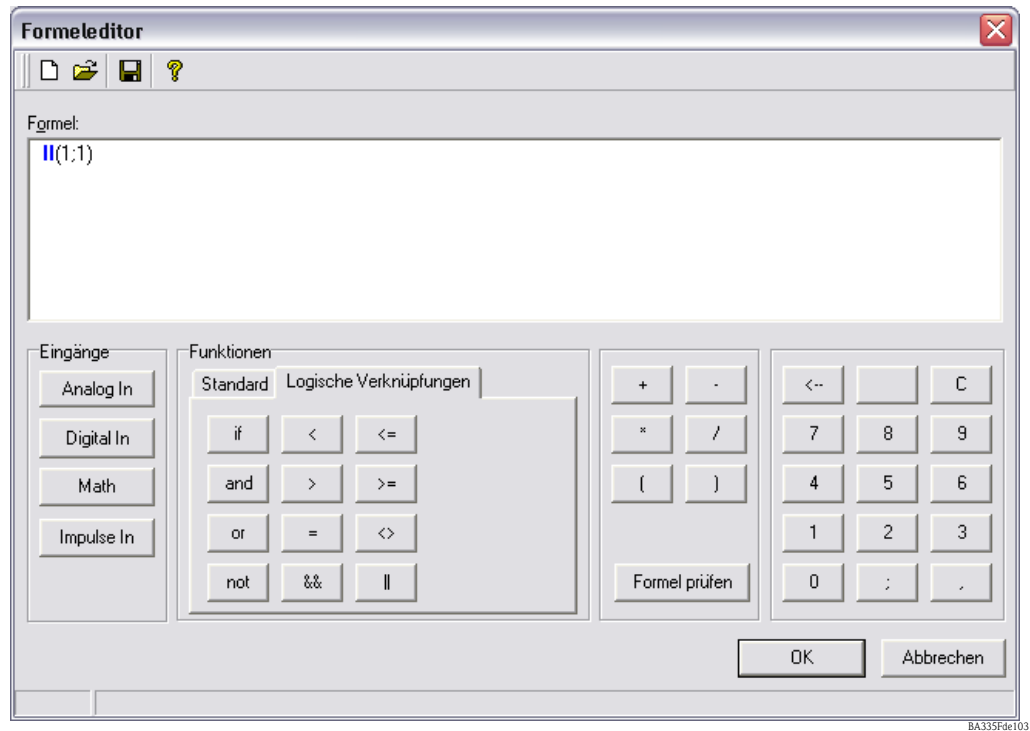 Formeleditor
?
Formel:
II(1;1)
Eingänge
Analog In
Digital In
Math
Impulse In
Funktionen
Standard Logische Verknüpfungen
if < <=
and > >=
or = <>
not && ||
+ -
* /
( )
Formel prüfen
<-- C
7 8 9
4 5 6
1 2 3
0 ; ,
OK Abbrechen
BA335Fde103